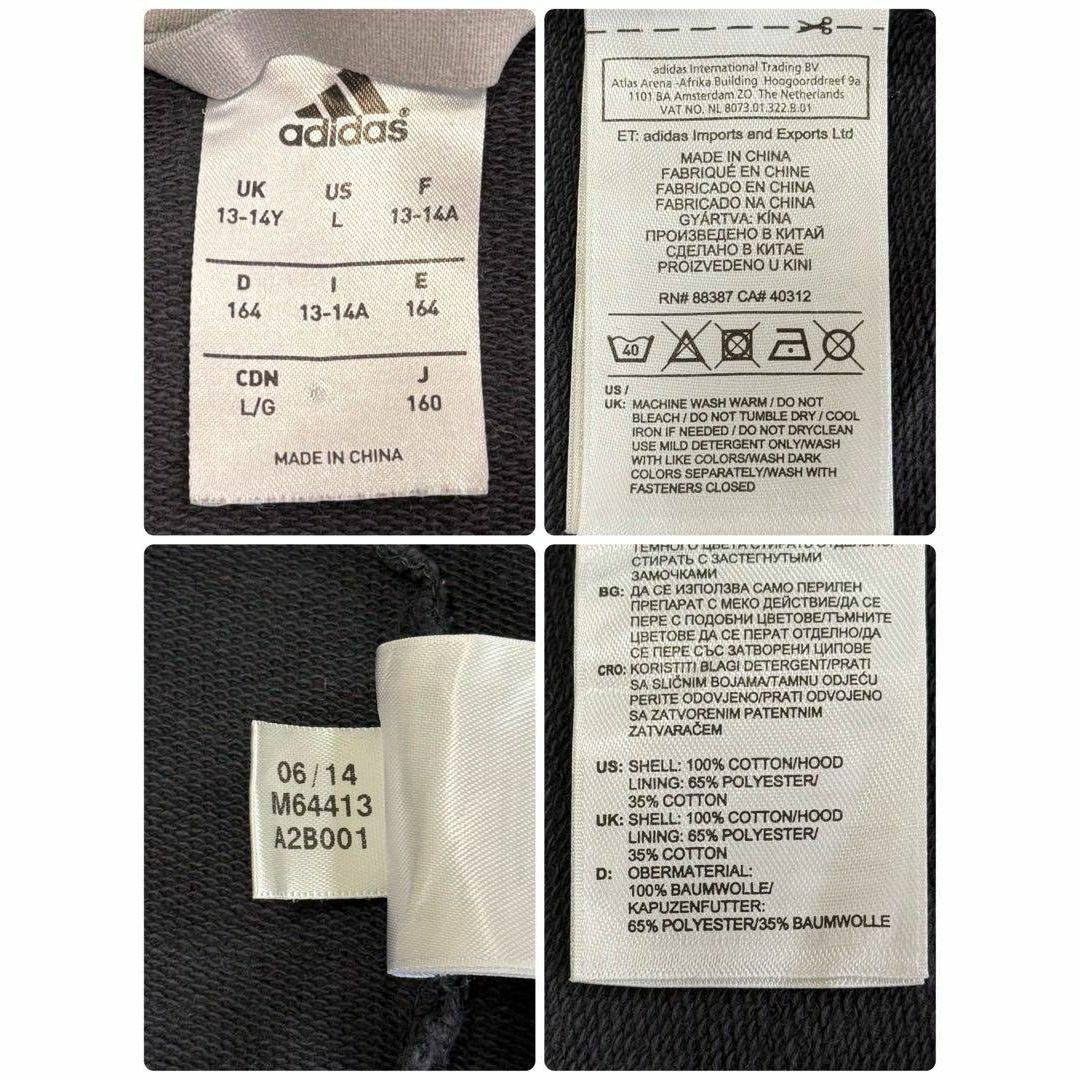 adidas®
UK US F
13-14Y L 13-14A
D I E
164 13-14A 164
CDN J
L/G 160
MADE IN CHINA
adidas International Trading BV
Atlas Arena -Afrika Building Hoogoorddreef 9a
1101 BA Amsterdam ZO The Netherlands
VAT NO. NL 8073.01.322.B.01
ET: adidas Imports and Exports Ltd
MADE IN CHINA
FABRIQUÉ EN CHINE
FABRICADO EN CHINA
FABRICADO NA CHINA
GYÁRTVA: KÍNA
ПРОИЗВЕДЕНО В КИТАЙ
СДЕЛАНО В КИТАЕ
PROIZVEDENO U KINI
RN# 88387 CA# 40312
40
US /
UK: MACHINE WASH WARM / DO NOT
BLEACH / DO NOT TUMBLE DRY / COOL
IRON IF NEEDED / DO NOT DRYCLEAN
USE MILD DETERGENT ONLY/WASH
WITH LIKE COLORS/WASH DARK
COLORS SEPARATELY/WASH WITH
FASTENERS CLOSED
06/14
M64413
A2B001
ТЕМНОГО ЦВЕТА СТИРАТЬ ОТДЕЛЬНО/
СТИРАТЬ С ЗАСТЕГНУТЫМИ
ЗАМОЧКАМИ
BG: ДА СЕ ИЗПОЛЗВА САМО ПЕРИЛЕН
ПРЕПАРАТ С МЕКО ДЕЙСТВИЕ/ДА СЕ
ПЕРЕ С ПОДОБНИ ЦВЕТОВЕ/ТЪМНИТЕ
ЦВЕТОВЕ ДА СЕ ПЕРАТ ОТДЕЛНО/ДА
СЕ ПЕРЕ СЪС ЗАТВОРЕНИ ЦИПОВЕ
CRO: KORISTITI BLAGI DETERGENT/PRATI
SA SLIČNIM BOJAMA/TAMNU ODJEĆU
PERITE ODOVJENO/PRATI ODVOJENO
SA ZATVORENIM PATENTNIM
ZATVARAČEM
US: SHELL: 100% COTTON/HOOD
LINING: 65% POLYESTER/
35% COTTON
UK: SHELL: 100% COTTON/HOOD
LINING: 65% POLYESTER/
35% COTTON
D: OBERMATERIAL:
100% BAUMWOLLE/
KAPUZENFUTTER:
65% POLYESTER/35% BAUMWOLLE